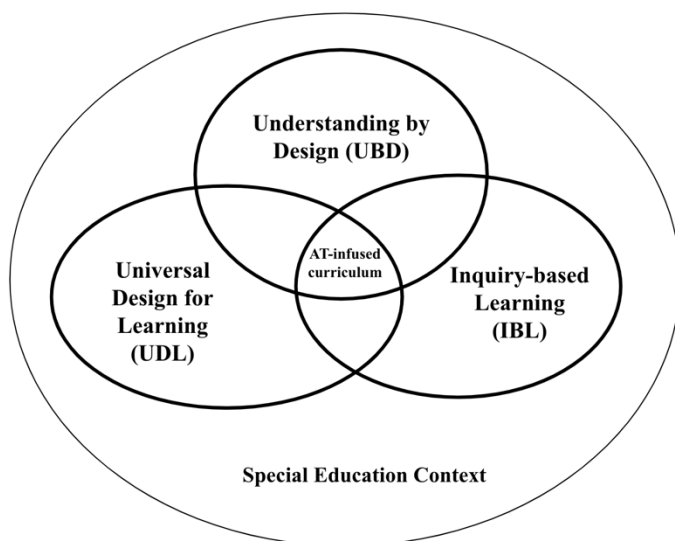 Understanding by
Design (UBD)
AT-infused
curriculum
Universal
Design for
Learning
(UDL)
Inquiry-based
Learning
(IBL)
Special Education Context